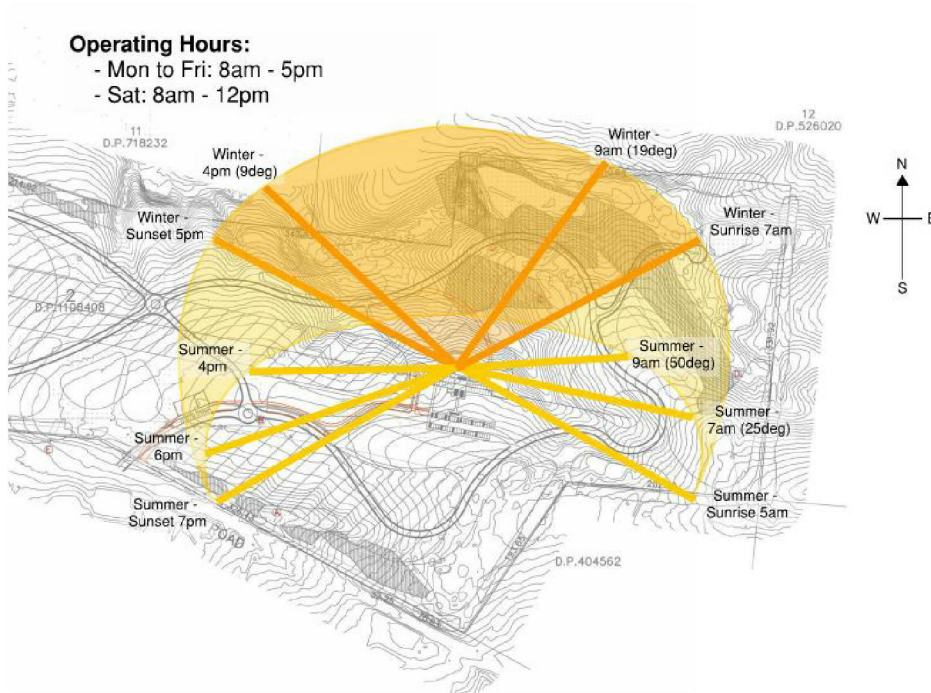 Operating Hours:
- Mon to Fri: 8am - 5pm
- Sat: 8am - 12pm
11
D.P.718232
12
D.P.526020
Winter -
4pm (9deg)
Winter -
9am (19deg)
N
W
E
S
Winter -
Sunset 5pm
Winter -
Sunrise 7am
2
D.P.1108408
Summer -
4pm
Summer -
9am (50deg)
Summer -
7am (25deg)
Summer -
6pm
Summer -
Sunset 7pm
Summer -
Sunrise 5am
ROAD
D.P.404562